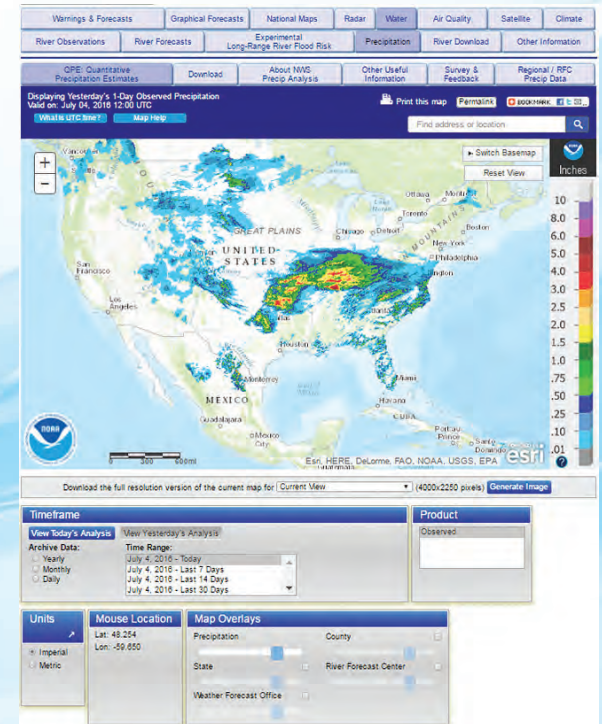 Warnings & Forecasts Graphical Forecasts National Maps Radar Water Air Quality Satellite Climate
River Observations River Forecasts Experimental Long-Range River Flood Risk Precipitation River Download Other Information
QPE: Quantitative Precipitation Estimates Download About NWS Precip Analysis Other Useful Information Survey & Feedback Regional / RFC Precip Data
Displaying Yesterday's 1-Day Observed Precipitation
Valid on: July 04, 2016 12:00 UTC
Print this map Permalink BOOKMARK
What is UTC time? Map Help
Find address or location
+
−
Switch Basemap
Reset View
NOAA
Inches
10
8.0
6.0
5.0
4.0
3.0
2.5
2.0
1.5
1.0
.75
.50
.25
.10
.01
Ottawa
Toronto
Chicago
Detroit
Boston
New York
Philadelphia
GREAT PLAINS
UNITED STATES
San Francisco
Los Angeles
Atlanta
Houston
Monterrey
Miami
MEXICO
Havana
CUBA
Guadalajara
Mexico City
Port-au-Prince
0 300 600mi
Esri, HERE, DeLorme, FAO, NOAA, USGS, EPA
esri
Download the full resolution version of the current map for Current View (4000x2250 pixels) Generate Image
Timeframe
View Today's Analysis View Yesterday's Analysis
Archive Data:
Yearly
Monthly
Daily
Time Range:
July 4, 2016 - Today
July 4, 2016 - Last 7 Days
July 4, 2016 - Last 14 Days
July 4, 2016 - Last 30 Days
Product
Observed
Units
Imperial
Metric
Mouse Location
Lat: 48.254
Lon: -59.650
Map Overlays
Precipitation County
State River Forecast Center
Weather Forecast Office